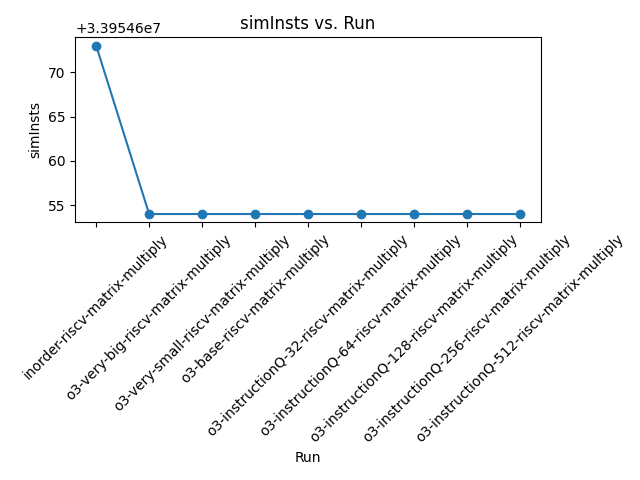 simInsts vs. Run
+3.39546e7
70
65
60
55
simInsts
inorder-riscv-matrix-multiply
o3-very-big-riscv-matrix-multiply
o3-very-small-riscv-matrix-multiply
o3-base-riscv-matrix-multiply
o3-instructionQ-32-riscv-matrix-multiply
o3-instructionQ-64-riscv-matrix-multiply
o3-instructionQ-128-riscv-matrix-multiply
o3-instructionQ-256-riscv-matrix-multiply
o3-instructionQ-512-riscv-matrix-multiply
Run